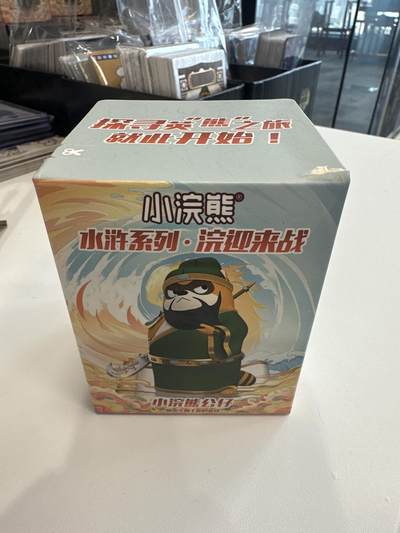 探寻英“熊”之旅
就此开始！
小浣熊®
水浒系列·浣迎来战
小浣熊公仔